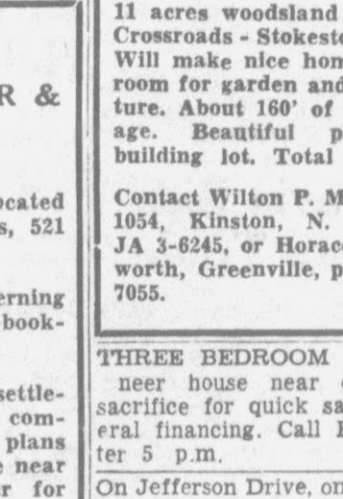 R &
ocated
s, 521
erning
book-
settle-
com-
plans
e near
er for
11 acres woodsland
Crossroads - Stokest
Will make nice hom
room for garden and
ture. About 160' of
age. Beautiful p
building lot. Total
Contact Wilton P. M
1054, Kinston, N.
JA 3-6245, or Horac
worth, Greenville, p
7055.
THREE BEDROOM
neer house near
sacrifice for quick sa
eral financing. Call
ter 5 p.m.
On Jefferson Drive, on